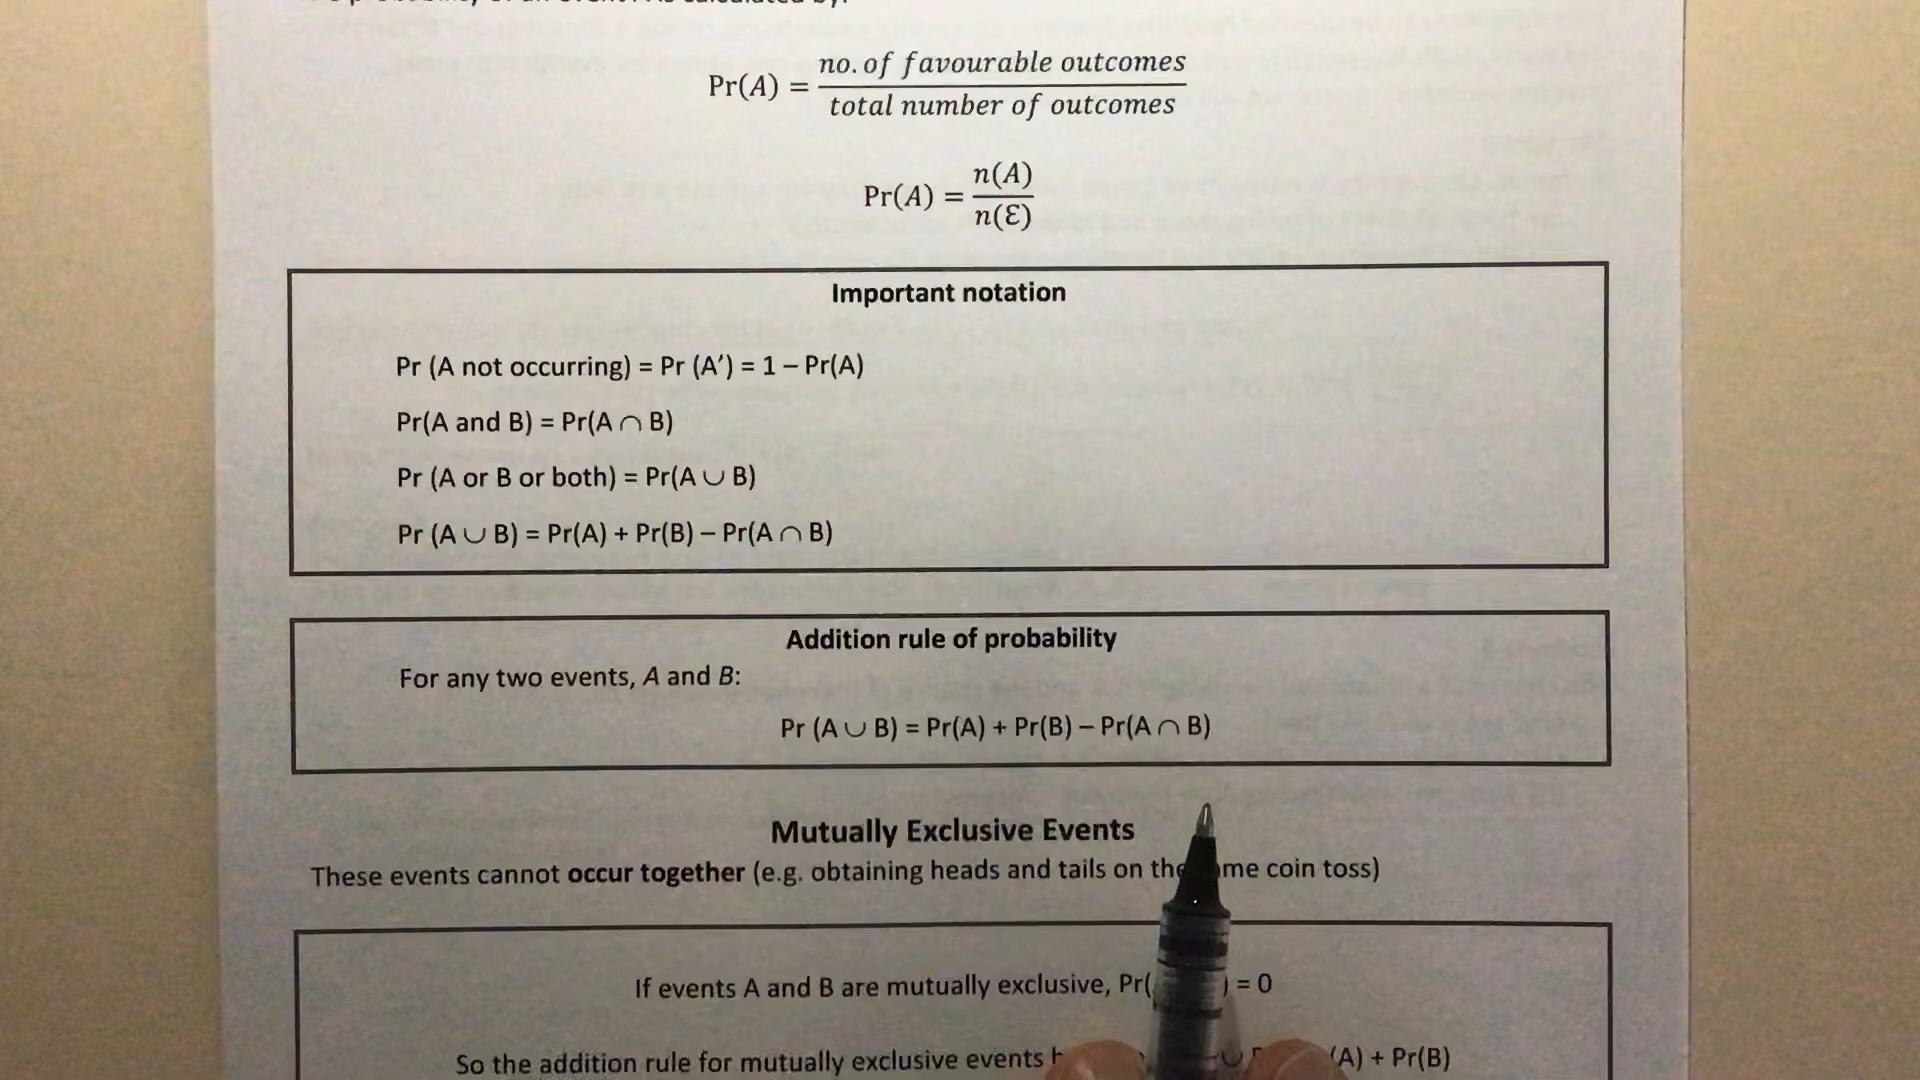 Pr(A) = no. of favourable outcomes / total number of outcomes
Pr(A) = n(A) / n(Ɛ)
Important notation
Pr (A not occurring) = Pr (A′) = 1 – Pr(A)
Pr(A and B) = Pr(A ∩ B)
Pr (A or B or both) = Pr(A ∪ B)
Pr (A ∪ B) = Pr(A) + Pr(B) – Pr(A ∩ B)
Addition rule of probability
For any two events, A and B:
Pr (A ∪ B) = Pr(A) + Pr(B) – Pr(A ∩ B)
Mutually Exclusive Events
These events cannot occur together (e.g. obtaining heads and tails on coin toss)
If events A and B are mutually exclusive, Pr( ) = 0
So the addition rule for mutually exclusive events (A) + Pr(B)